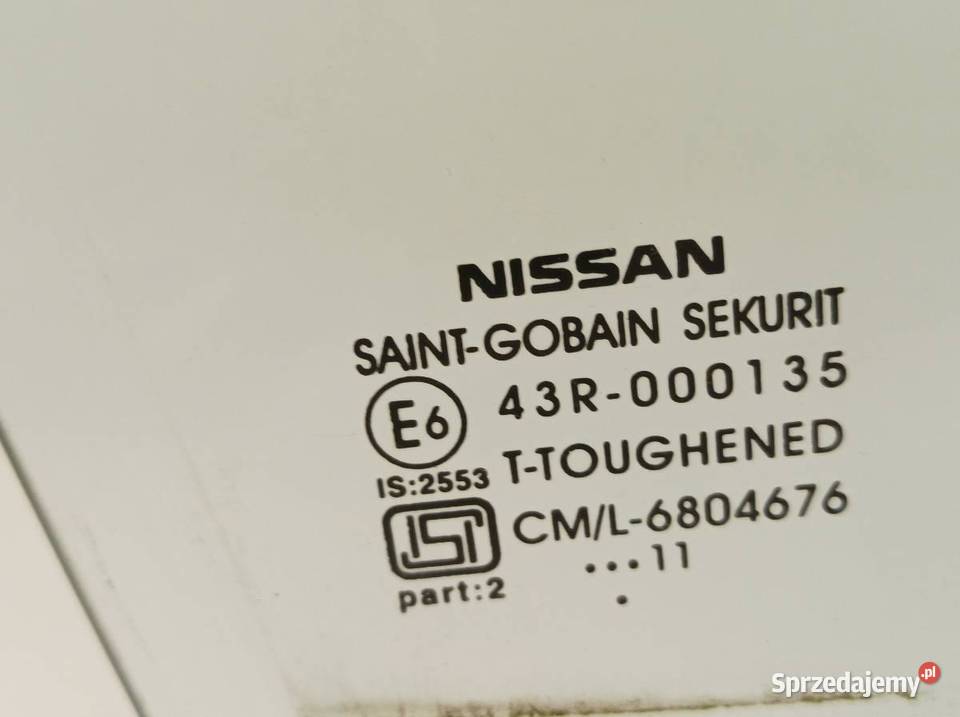 NISSAN
SAINT-GOBAIN SEKURIT
E6 43R-000135
IS:2553 T-TOUGHENED
ISI CM/L-6804676
part:2 •••11
•
Sprzedajemy.pl